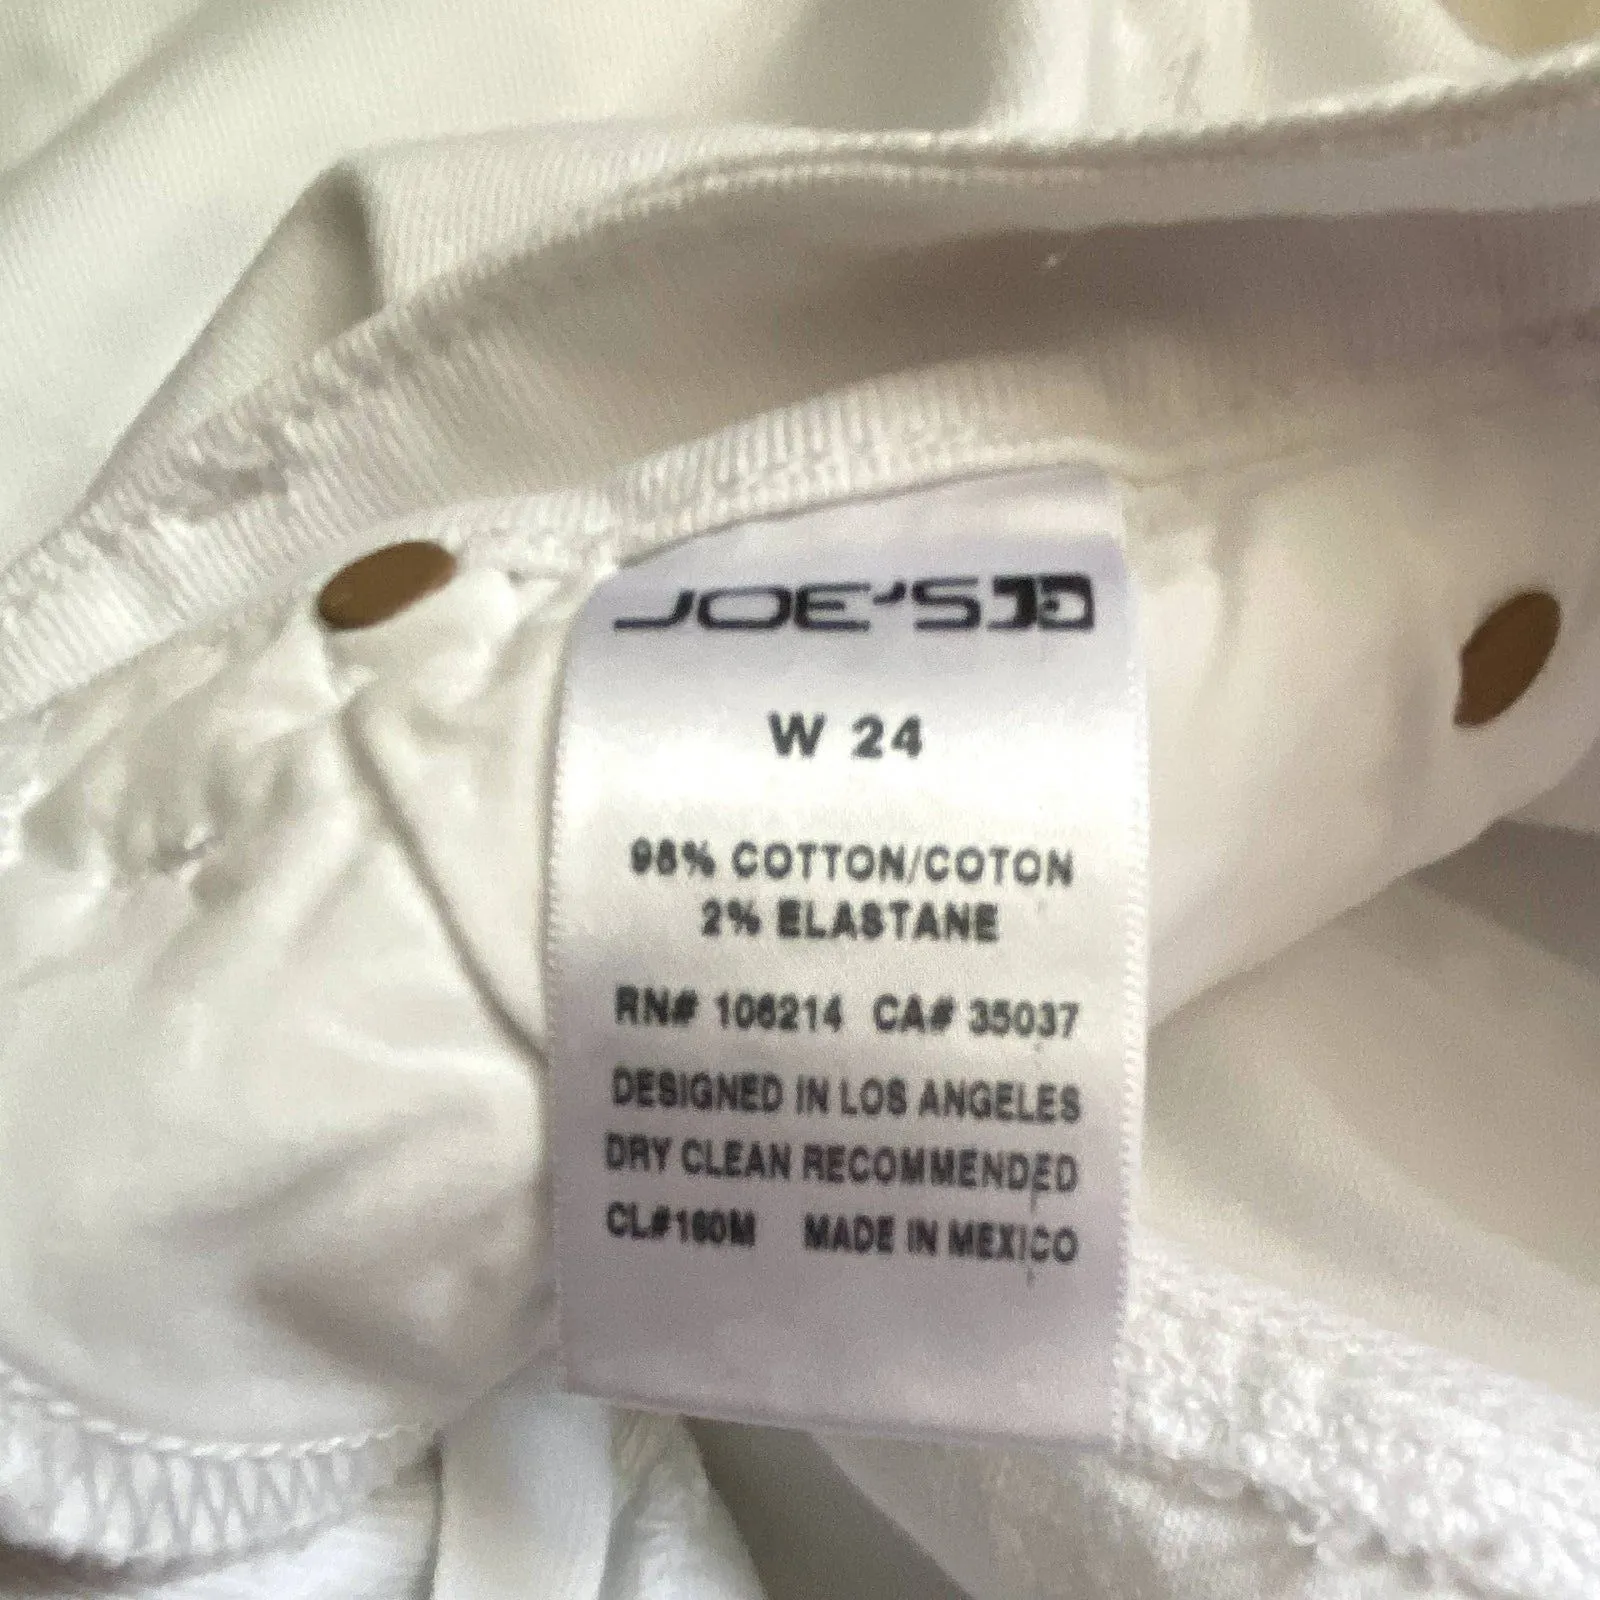 JOE'S
W 24
98% COTTON/COTON
2% ELASTANE
RN# 106214 CA# 35037
DESIGNED IN LOS ANGELES
DRY CLEAN RECOMMENDED
CL#160M MADE IN MEXICO